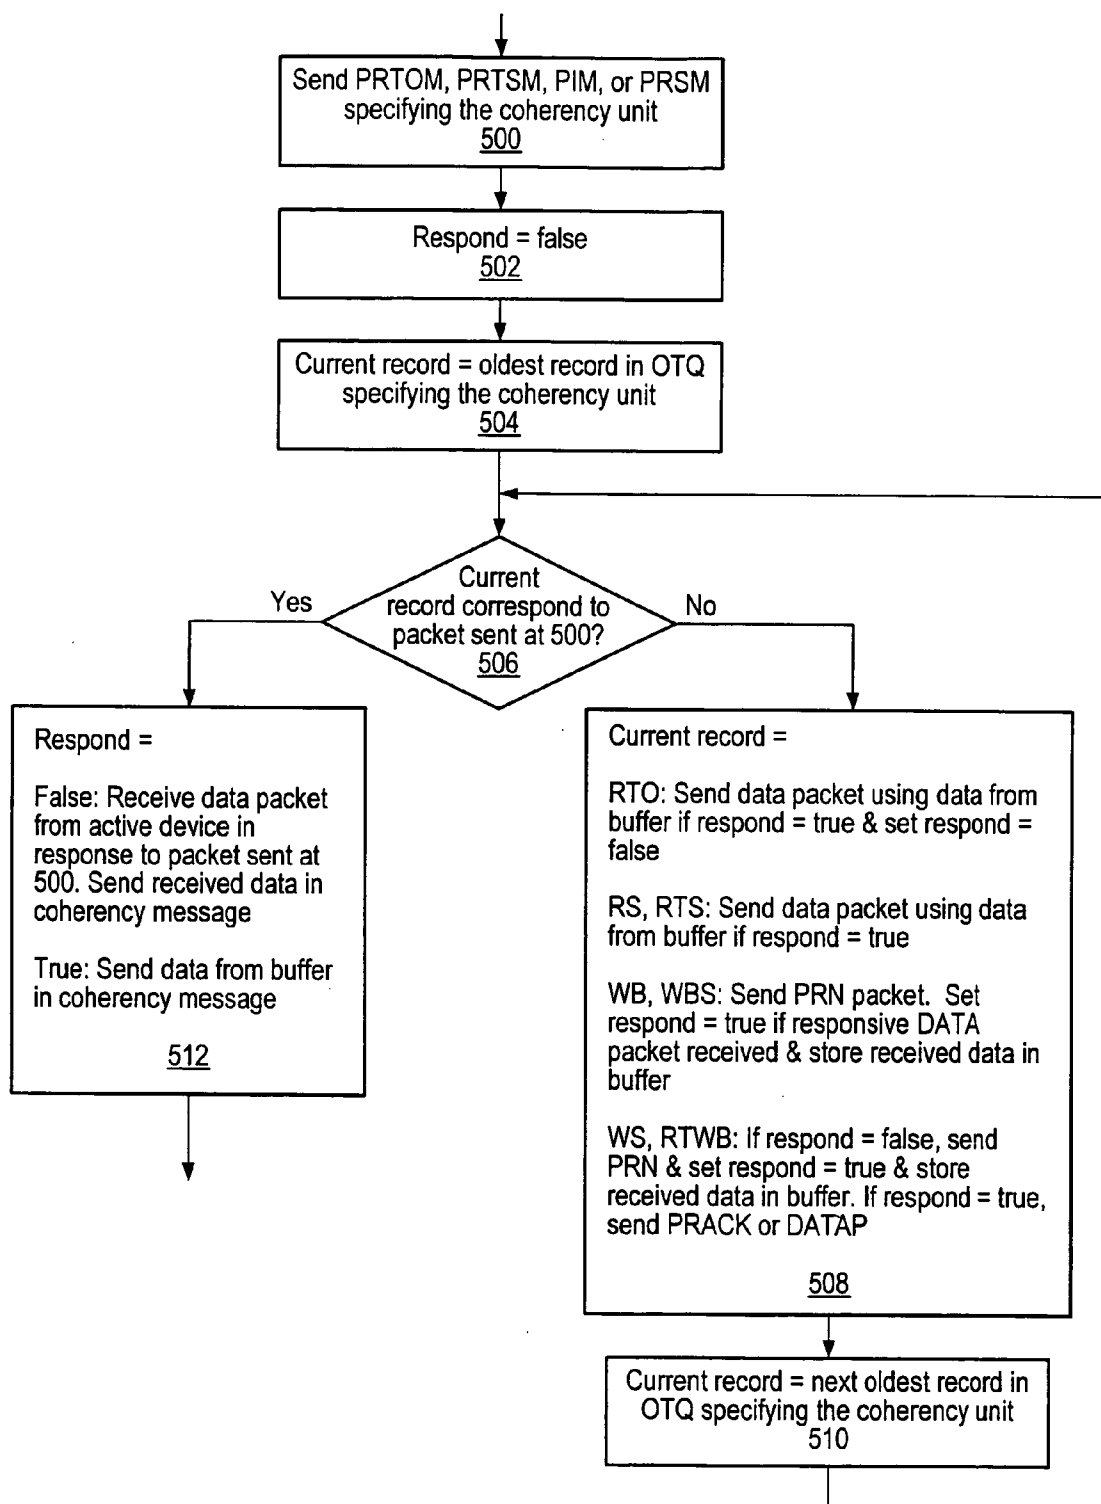 Send PRTOM, PRTSM, PIM, or PRSM
specifying the coherency unit
500
Respond = false
502
Current record = oldest record in OTQ
specifying the coherency unit
504
Current
record correspond to
packet sent at 500?
506
Yes
No
Respond =
False: Receive data packet
from active device in
response to packet sent at
500. Send received data in
coherency message
True: Send data from buffer
in coherency message
512
Current record =
RTO: Send data packet using data from
buffer if respond = true & set respond =
false
RS, RTS: Send data packet using data
from buffer if respond = true
WB, WBS: Send PRN packet. Set
respond = true if responsive DATA
packet received & store received data in
buffer
WS, RTWB: If respond = false, send
PRN & set respond = true & store
received data in buffer. If respond = true,
send PRACK or DATAP
508
Current record = next oldest record in
OTQ specifying the coherency unit
510